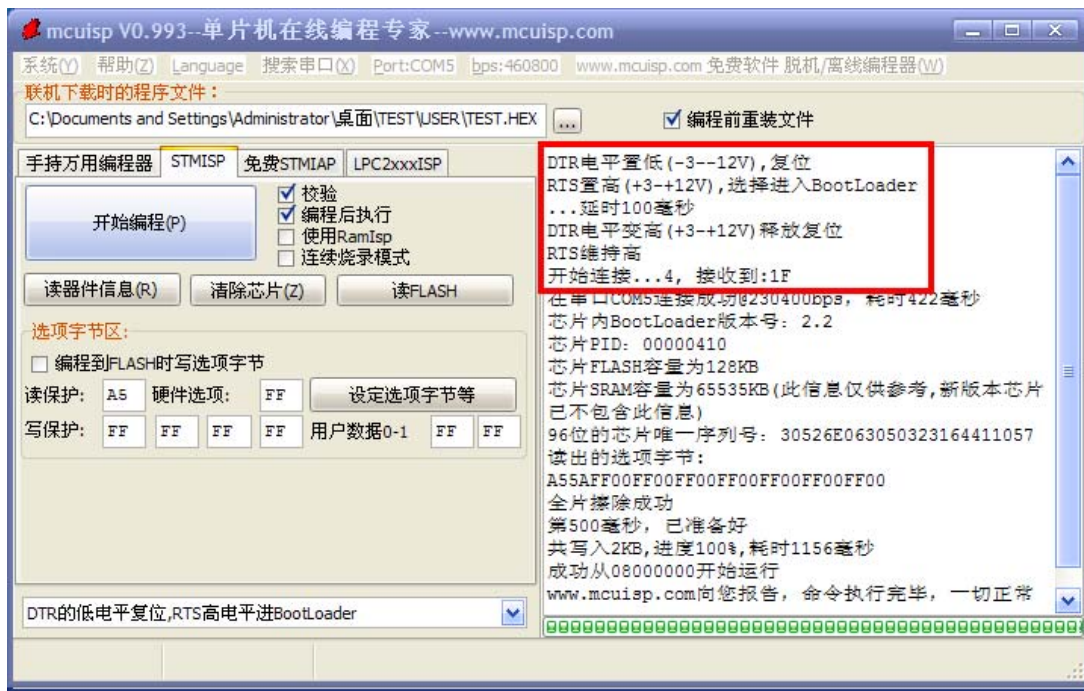 mcuisp V0.993--单片机在线编程专家--www.mcuisp.com
系统(Y) 帮助(Z) Language 搜索串口(X) Port:COM5 bps:460800 www.mcuisp.com 免费软件 脱机/离线编程器(W)
联机下载时的程序文件：
C:\Documents and Settings\Administrator\桌面\TEST\USER\TEST.HEX ... 编程前重装文件
手持万用编程器 STMISP 免费STMIAP LPC2xxxISP
开始编程(P)
校验
编程后执行
使用RamIsp
连续烧录模式
读器件信息(R) 清除芯片(Z) 读FLASH
选项字节区:
编程到FLASH时写选项字节
读保护: A5 硬件选项: FF 设定选项字节等
写保护: FF FF FF FF 用户数据0-1 FF FF
DTR的低电平复位,RTS高电平进BootLoader
DTR电平置低(-3--12V),复位
RTS置高(+3-+12V),选择进入BootLoader
...延时100毫秒
DTR电平变高(+3-+12V)释放复位
RTS维持高
开始连接...4, 接收到:1F
在串口COM5连接成功@230400bps, 耗时422毫秒
芯片内BootLoader版本号: 2.2
芯片PID: 00000410
芯片FLASH容量为128KB
芯片SRAM容量为65535KB(此信息仅供参考,新版本芯片
已不包含此信息)
96位的芯片唯一序列号: 30526E063050323164411057
读出的选项字节:
A55AFF00FF00FF00FF00FF00FF00FF00
全片擦除成功
第500毫秒, 已准备好
共写入2KB,进度100%,耗时1156毫秒
成功从08000000开始运行
www.mcuisp.com向您报告, 命令执行完毕, 一切正常